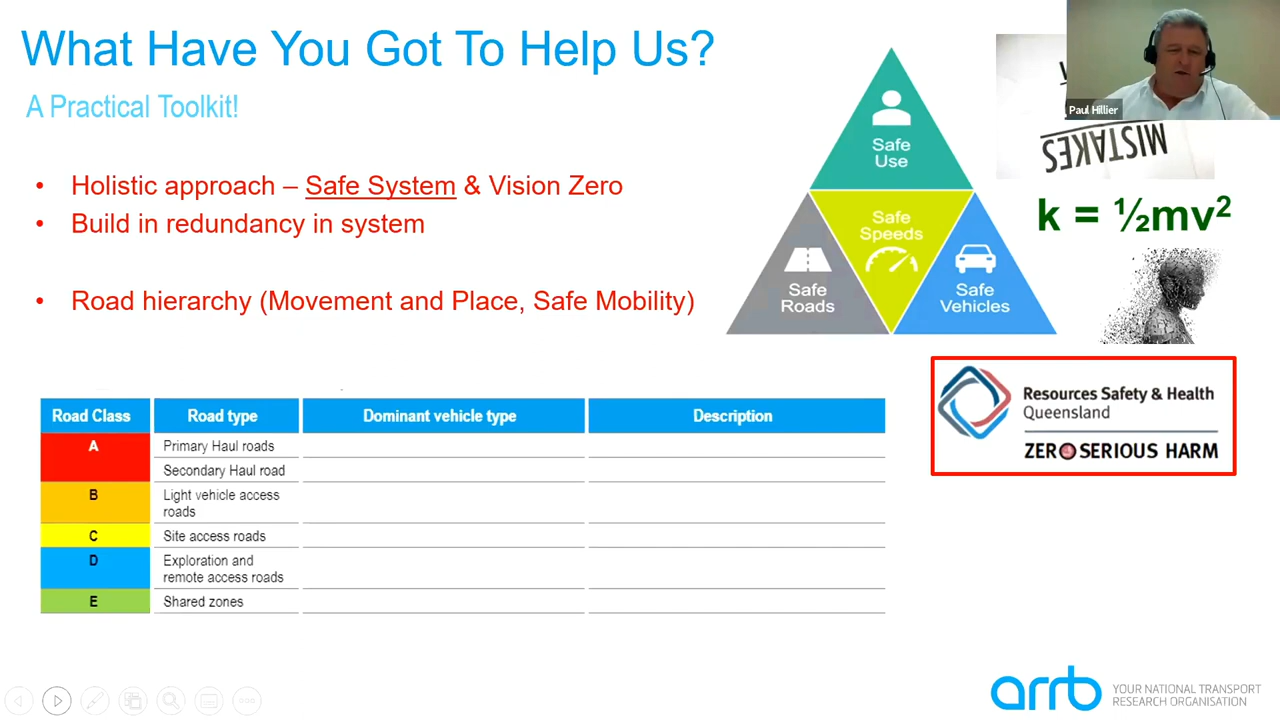 What Have You Got To Help Us?
A Practical Toolkit!
• Holistic approach – Safe System & Vision Zero
• Build in redundancy in system
• Road hierarchy (Movement and Place, Safe Mobility)
Safe
Use
Safe
Speeds
Safe
Roads
Safe
Vehicles
Paul Hillier
MISTAKES
k = ½mv²
Resources Safety & Health
Queensland
ZERO SERIOUS HARM
Road Class Road type Dominant vehicle type Description
A Primary Haul roads
Secondary Haul road
B Light vehicle access
roads
C Site access roads
D Exploration and
remote access roads
E Shared zones
arrb
YOUR NATIONAL TRANSPORT
RESEARCH ORGANISATION